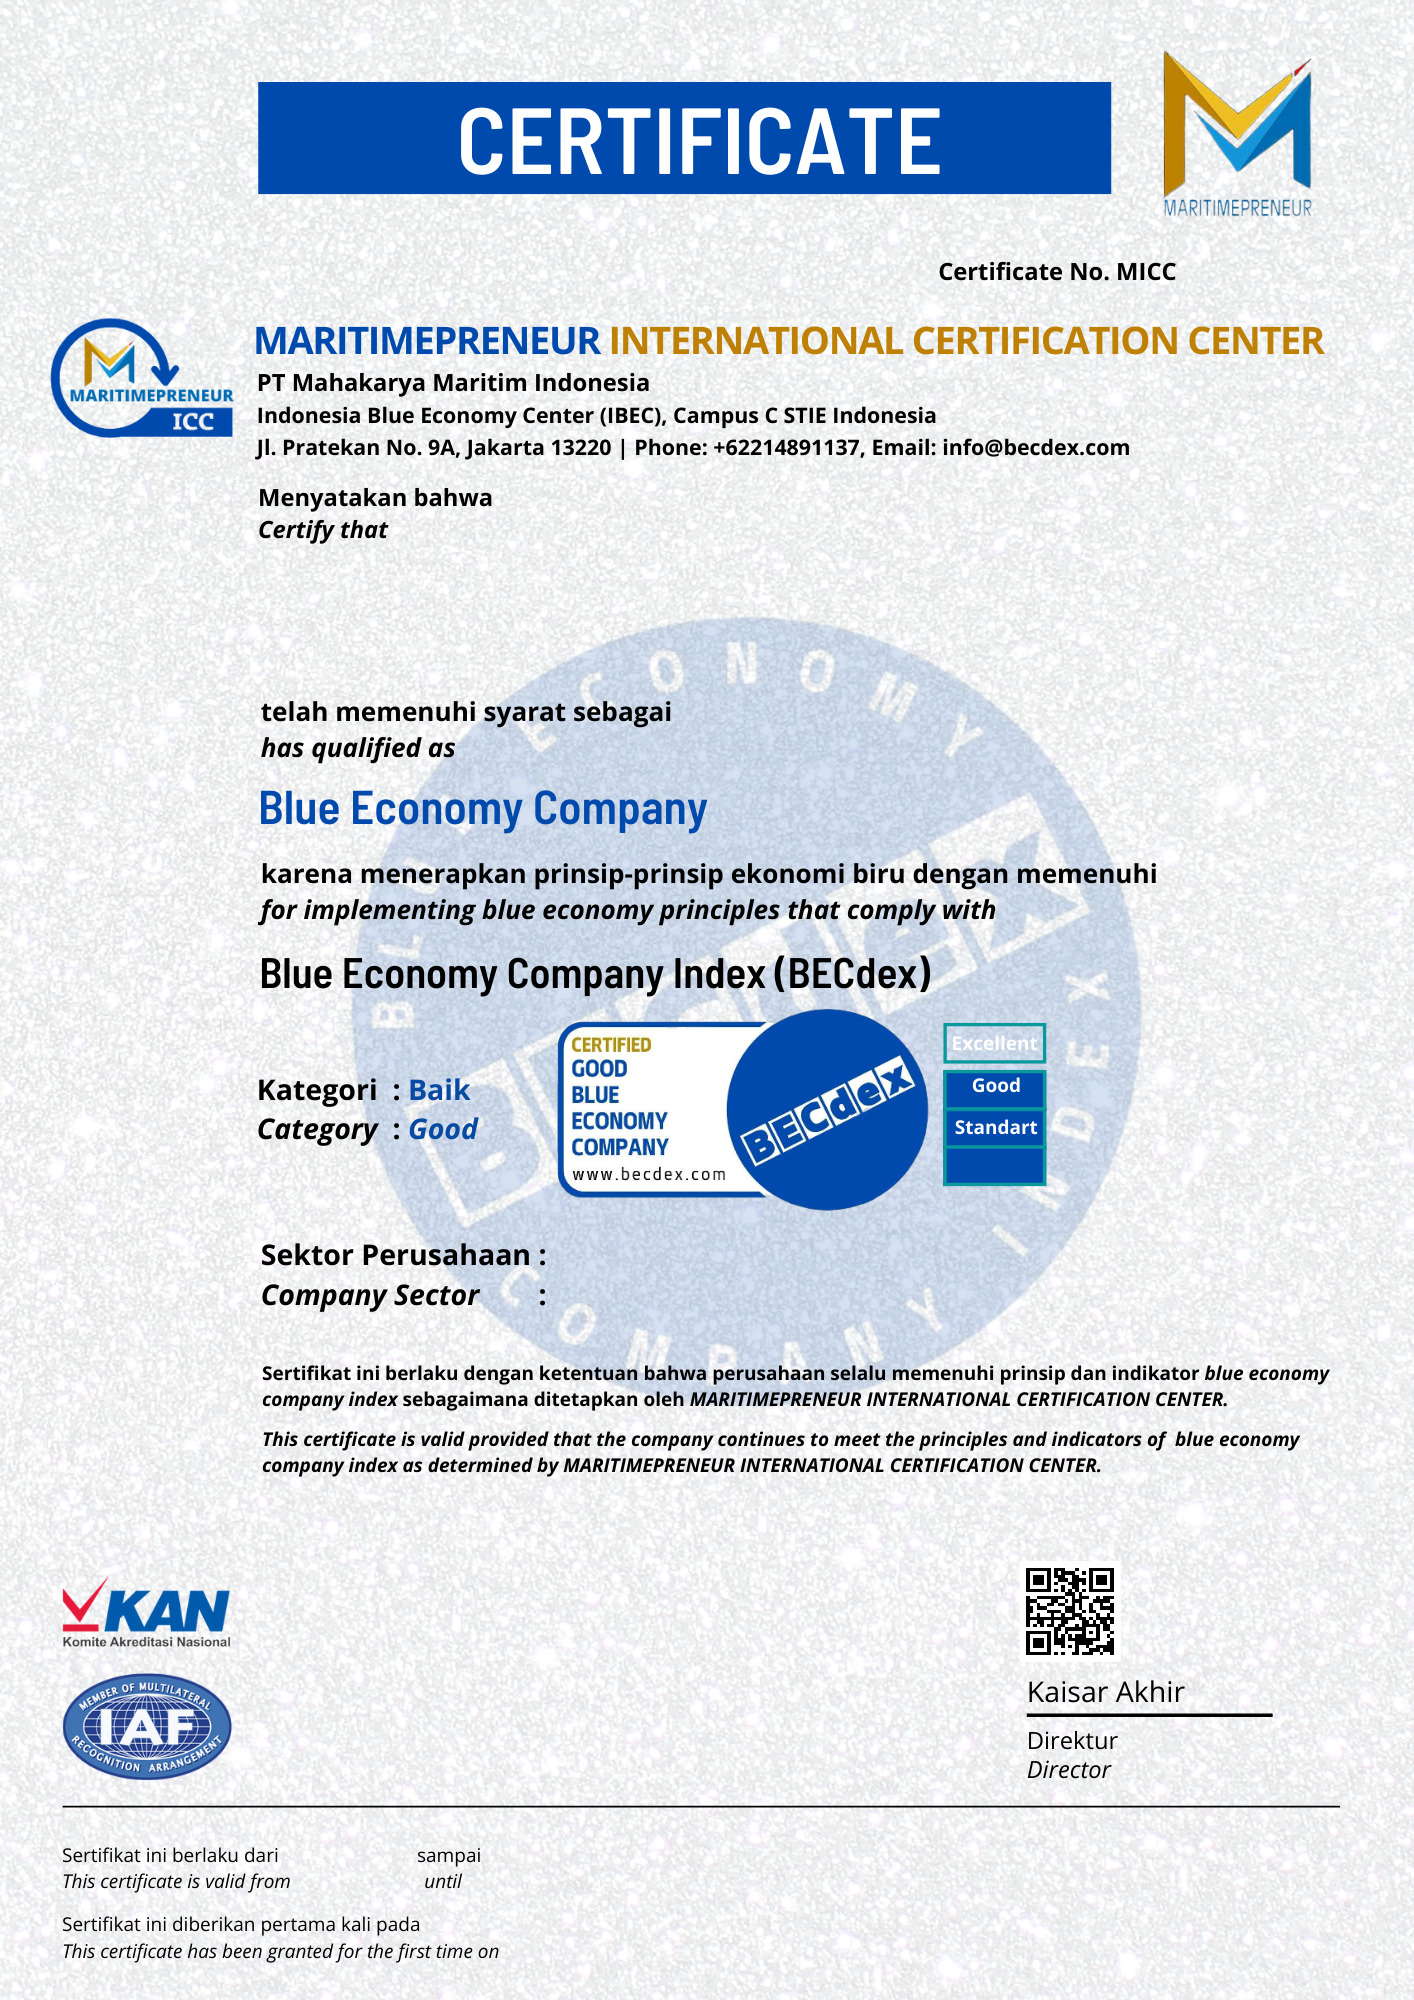 CERTIFICATE
MARITIMEPRENEUR
Certificate No. MICC
MARITIMEPRENEUR
ICC
MARITIMEPRENEUR INTERNATIONAL CERTIFICATION CENTER
PT Mahakarya Maritim Indonesia
Indonesia Blue Economy Center (IBEC), Campus C STIE Indonesia
Jl. Pratekan No. 9A, Jakarta 13220 | Phone: +62214891137, Email: info@becdex.com
Menyatakan bahwa
Certify that
BLUE ECONOMY
COMPANY INDEX
BECdex
telah memenuhi syarat sebagai
has qualified as
Blue Economy Company
karena menerapkan prinsip-prinsip ekonomi biru dengan memenuhi
for implementing blue economy principles that comply with
Blue Economy Company Index (BECdex)
Kategori : Baik
Category : Good
CERTIFIED
GOOD
BLUE
ECONOMY
COMPANY
www.becdex.com
BECdex
Excellent
Good
Standart
Sektor Perusahaan :
Company Sector :
Sertifikat ini berlaku dengan ketentuan bahwa perusahaan selalu memenuhi prinsip dan indikator blue economy
company index sebagaimana ditetapkan oleh MARITIMEPRENEUR INTERNATIONAL CERTIFICATION CENTER.
This certificate is valid provided that the company continues to meet the principles and indicators of blue economy
company index as determined by MARITIMEPRENEUR INTERNATIONAL CERTIFICATION CENTER.
KAN
Komite Akreditasi Nasional
MEMBER OF MULTILATERAL
IAF
RECOGNITION ARRANGEMENT
Kaisar Akhir
Direktur
Director
Sertifikat ini berlaku dari sampai
This certificate is valid from until
Sertifikat ini diberikan pertama kali pada
This certificate has been granted for the first time on